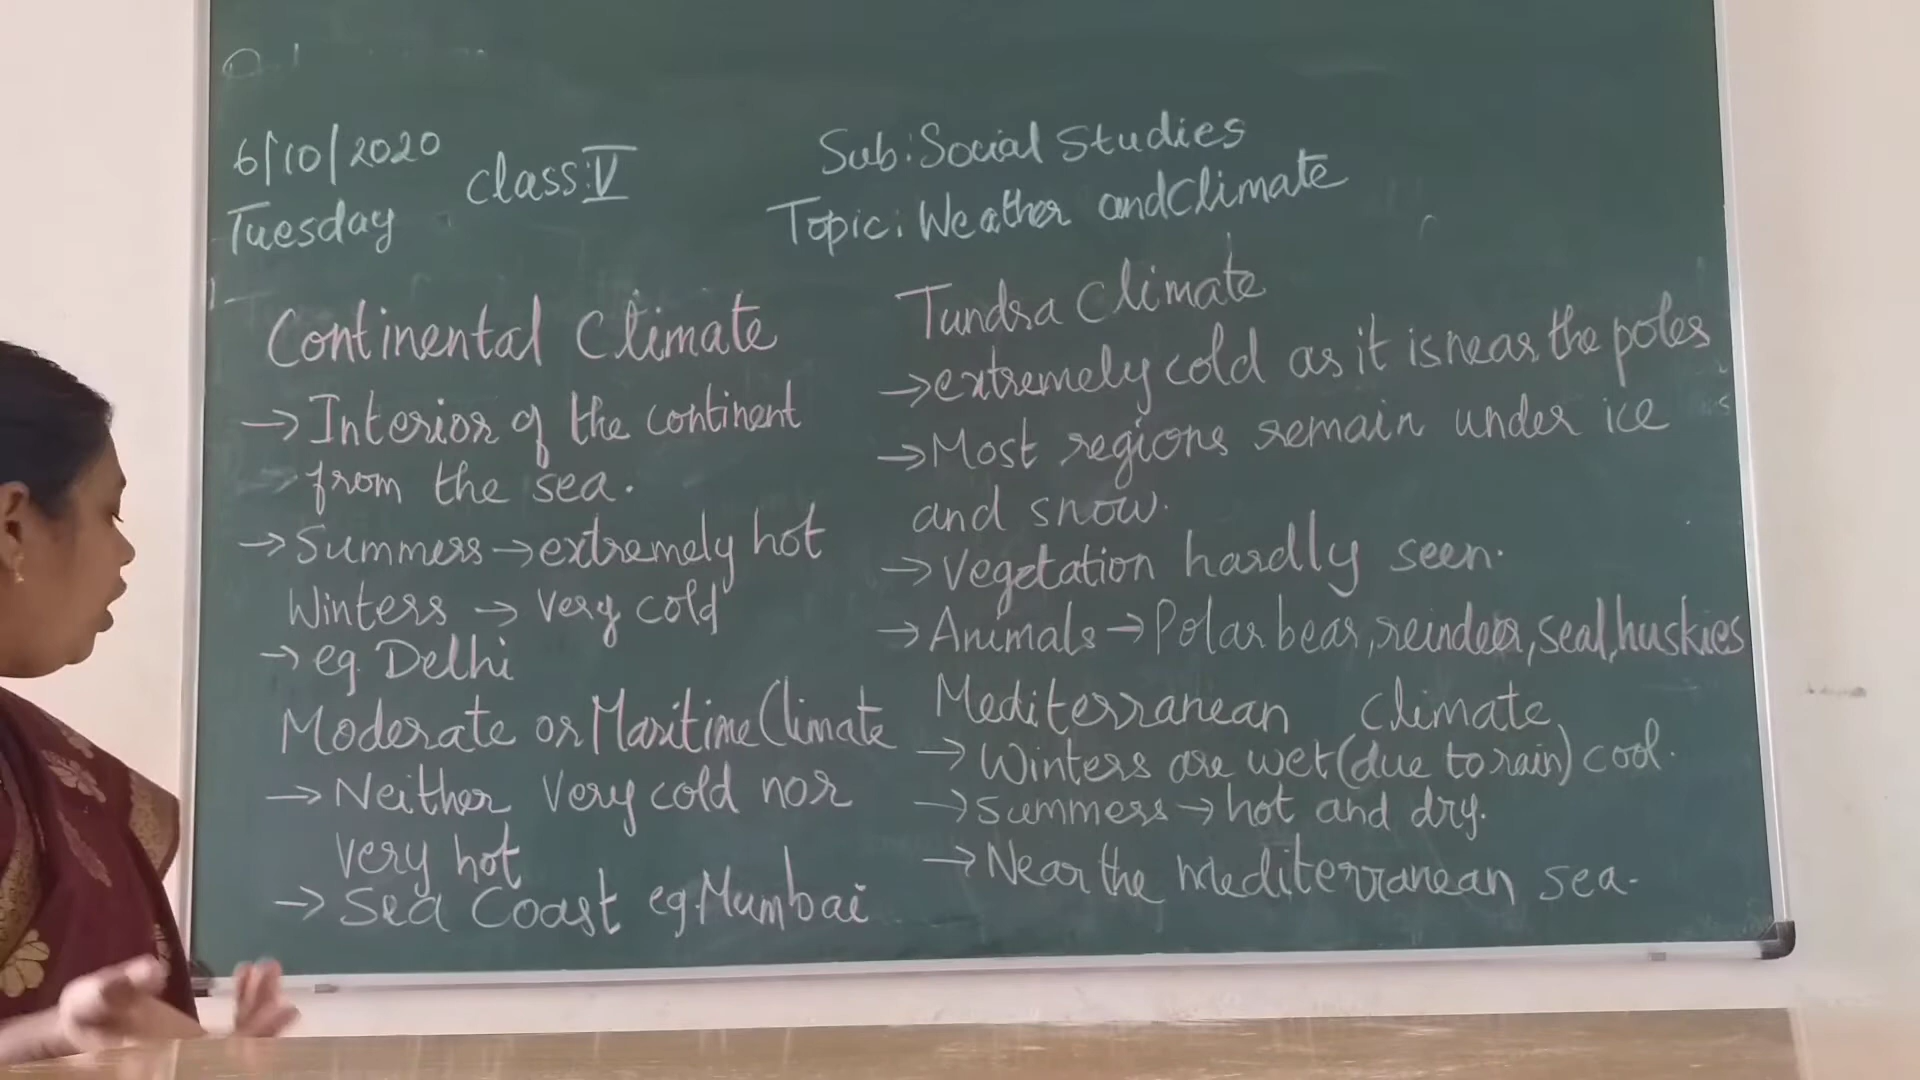 6/10/2020
Tuesday
Class: V
Sub: Social Studies
Topic: Weather and Climate
Continental Climate
→ Interior of the continent
from the sea.
→ Summers → extremely hot
Winters → Very cold
→ eg. Delhi
Moderate or Maritime Climate
→ Neither Very cold nor
Very hot
→ Sea Coast eg. Mumbai
Tundra Climate
→ extremely cold as it is near the poles
→ Most regions remain under ice
and snow.
→ Vegetation hardly seen.
→ Animals → Polar bear, reindeer, seal, huskies
Mediterranean climate
→ Winters are wet (due to rain) cool.
→ Summers → hot and dry.
→ Near the mediterranean sea.